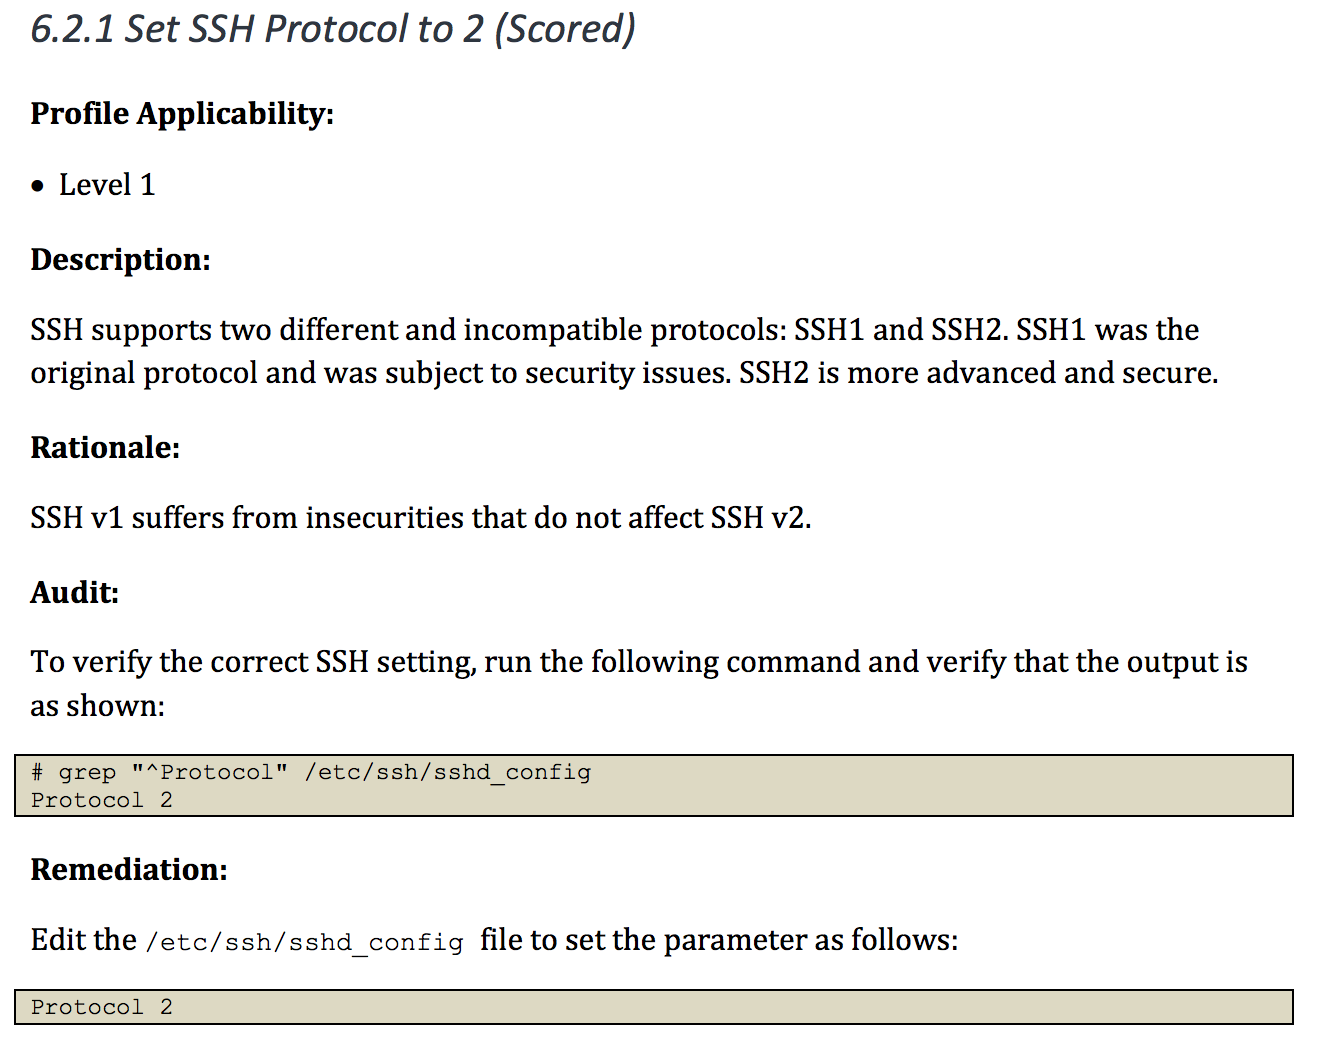 6.2.1 Set SSH Protocol to 2 (Scored)
Profile Applicability:
• Level 1
Description:
SSH supports two different and incompatible protocols: SSH1 and SSH2. SSH1 was the
original protocol and was subject to security issues. SSH2 is more advanced and secure.
Rationale:
SSH v1 suffers from insecurities that do not affect SSH v2.
Audit:
To verify the correct SSH setting, run the following command and verify that the output is
as shown:
# grep "^Protocol" /etc/ssh/sshd_config
Protocol 2
Remediation:
Edit the /etc/ssh/sshd_config file to set the parameter as follows:
Protocol 2